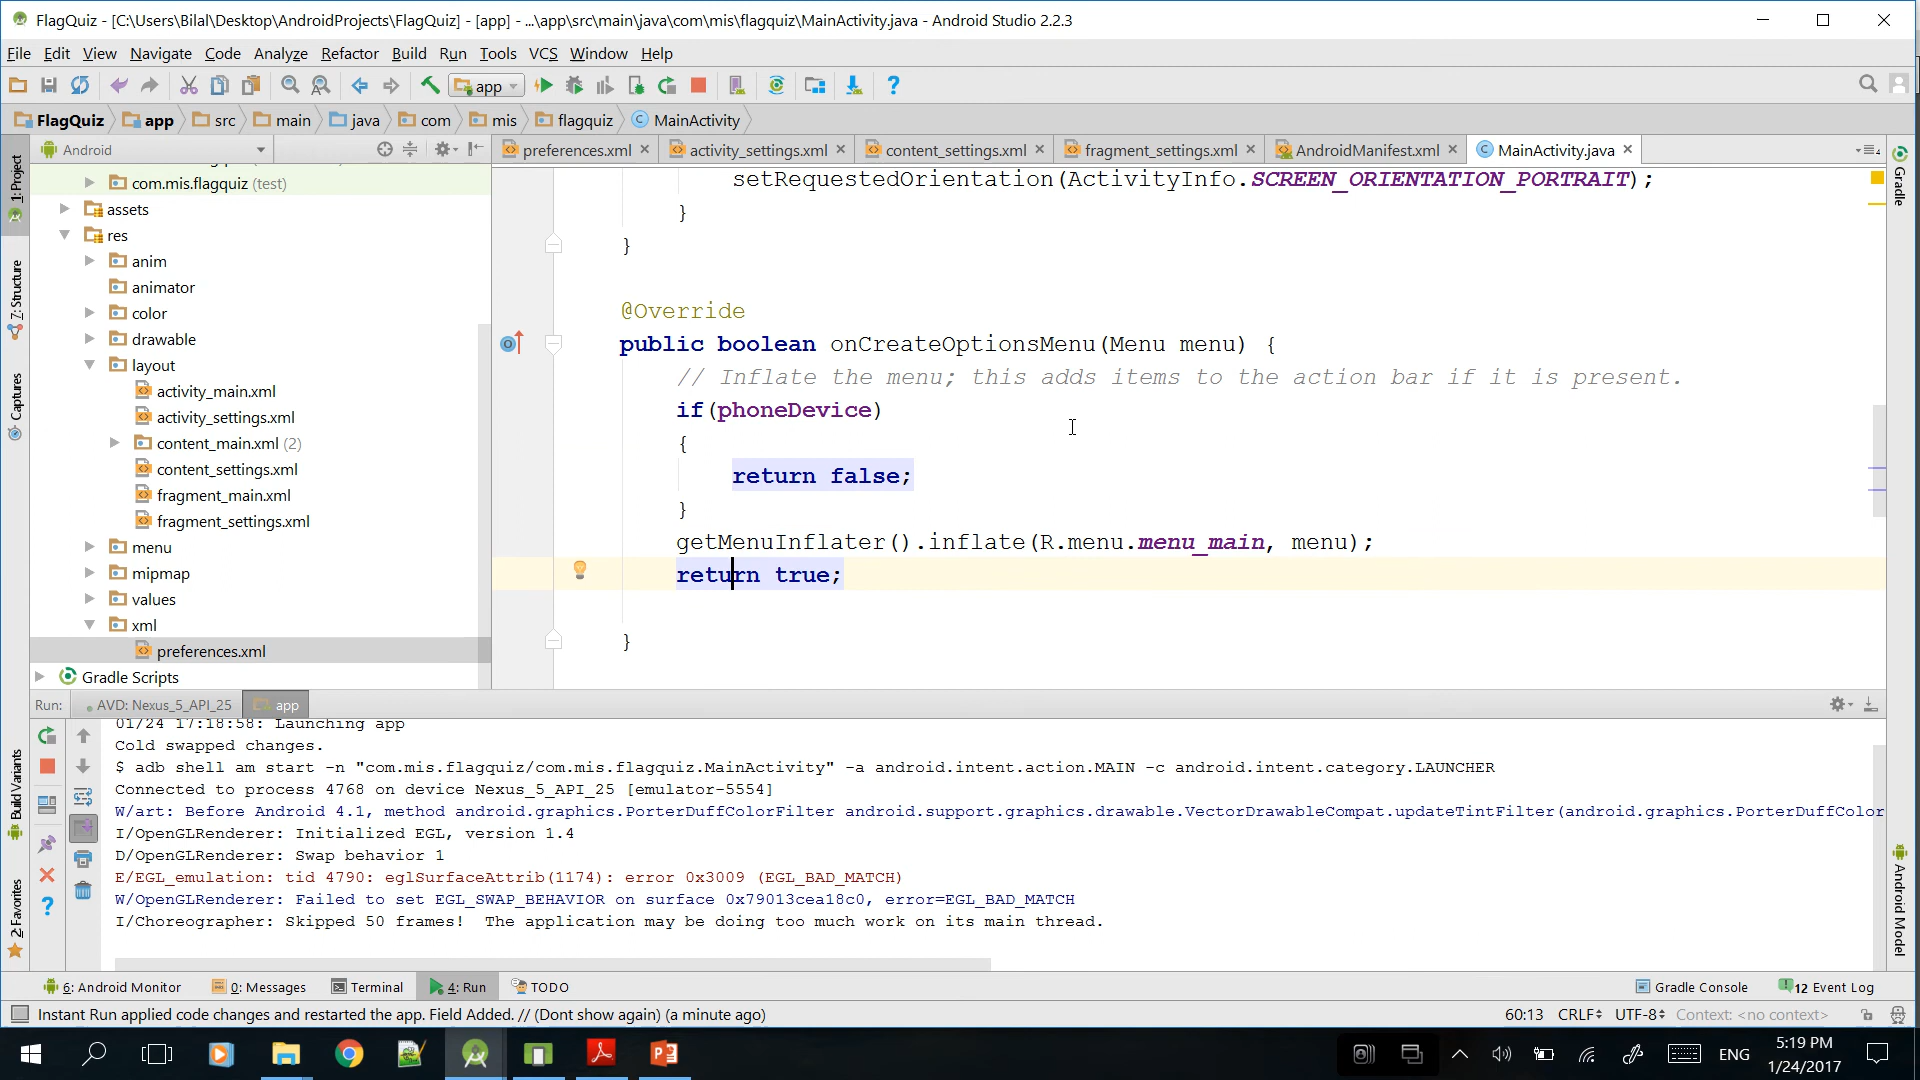 FlagQuiz - [C:\Users\Bilal\Desktop\AndroidProjects\FlagQuiz] - [app] - ...\app\src\main\java\com\mis\flagquiz\MainActivity.java - Android Studio 2.2.3
File Edit View Navigate Code Analyze Refactor Build Run Tools VCS Window Help
app
FlagQuiz app src main java com mis flagquiz MainActivity
Android
preferences.xml activity_settings.xml content_settings.xml fragment_settings.xml AndroidManifest.xml MainActivity.java
1: Project
7: Structure
Captures
Build Variants
2: Favorites
com.mis.flagquiz (test)
assets
res
anim
animator
color
drawable
layout
activity_main.xml
activity_settings.xml
content_main.xml (2)
content_settings.xml
fragment_main.xml
fragment_settings.xml
menu
mipmap
values
xml
preferences.xml
Gradle Scripts
setRequestedOrientation(ActivityInfo.SCREEN_ORIENTATION_PORTRAIT);
}
}
@Override
public boolean onCreateOptionsMenu(Menu menu) {
// Inflate the menu; this adds items to the action bar if it is present.
if(phoneDevice)
{
return false;
}
getMenuInflater().inflate(R.menu.menu_main, menu);
return true;
}
Gradle
Android Model
Run: AVD: Nexus_5_API_25 app
01/24 17:18:58: Launching app
Cold swapped changes.
$ adb shell am start -n "com.mis.flagquiz/com.mis.flagquiz.MainActivity" -a android.intent.action.MAIN -c android.intent.category.LAUNCHER
Connected to process 4768 on device Nexus_5_API_25 [emulator-5554]
W/art: Before Android 4.1, method android.graphics.PorterDuffColorFilter android.support.graphics.drawable.VectorDrawableCompat.updateTintFilter(android.graphics.PorterDuffColor
I/OpenGLRenderer: Initialized EGL, version 1.4
D/OpenGLRenderer: Swap behavior 1
E/EGL_emulation: tid 4790: eglSurfaceAttrib(1174): error 0x3009 (EGL_BAD_MATCH)
W/OpenGLRenderer: Failed to set EGL_SWAP_BEHAVIOR on surface 0x79013cea18c0, error=EGL_BAD_MATCH
I/Choreographer: Skipped 50 frames!  The application may be doing too much work on its main thread.
6: Android Monitor 0: Messages Terminal 4: Run TODO Gradle Console 12 Event Log
Instant Run applied code changes and restarted the app. Field Added. // (Dont show again) (a minute ago) 60:13 CRLF UTF-8 Context: <no context>
ENG
5:19 PM
1/24/2017